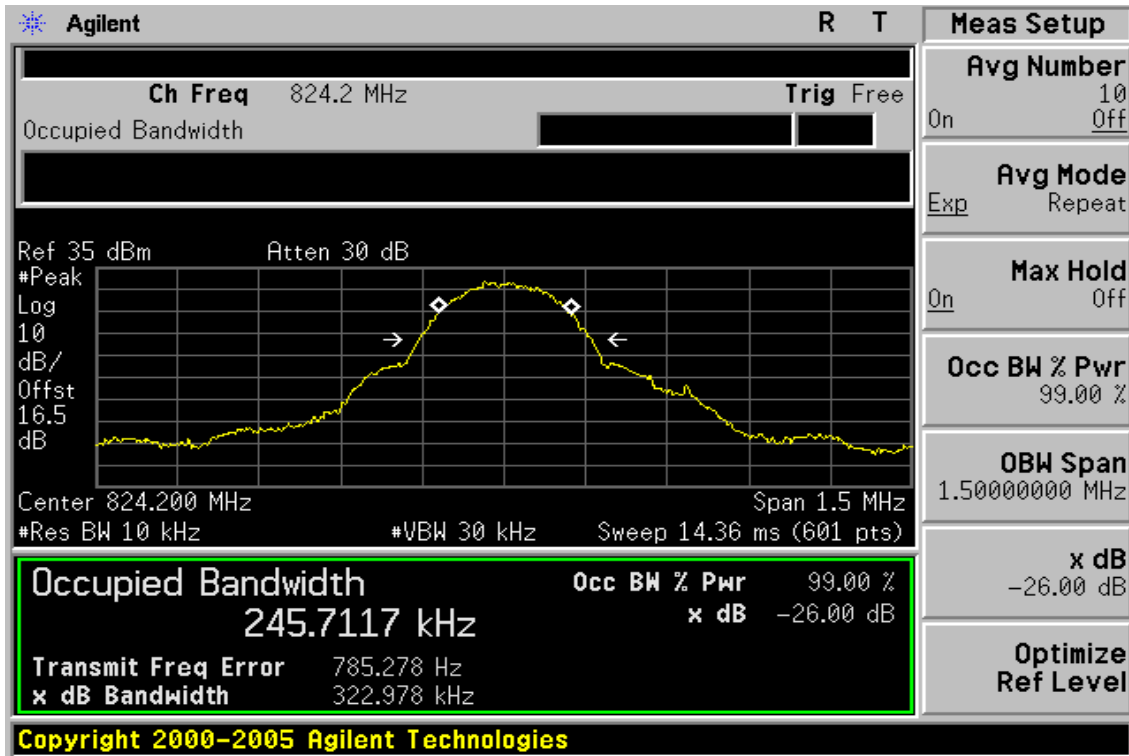 Agilent R T
Ch Freq 824.2 MHz Trig Free
Occupied Bandwidth
Ref 35 dBm Atten 30 dB
#Peak
Log
10
dB/
Offst
16.5
dB
Center 824.200 MHz Span 1.5 MHz
#Res BW 10 kHz #VBW 30 kHz Sweep 14.36 ms (601 pts)
Occupied Bandwidth Occ BW % Pwr 99.00 %
245.7117 kHz x dB -26.00 dB
Transmit Freq Error 785.278 Hz
x dB Bandwidth 322.978 kHz
Copyright 2000-2005 Agilent Technologies
Meas Setup
Avg Number
10
On Off
Avg Mode
Exp Repeat
Max Hold
On Off
Occ BW % Pwr
99.00 %
OBW Span
1.50000000 MHz
x dB
-26.00 dB
Optimize
Ref Level